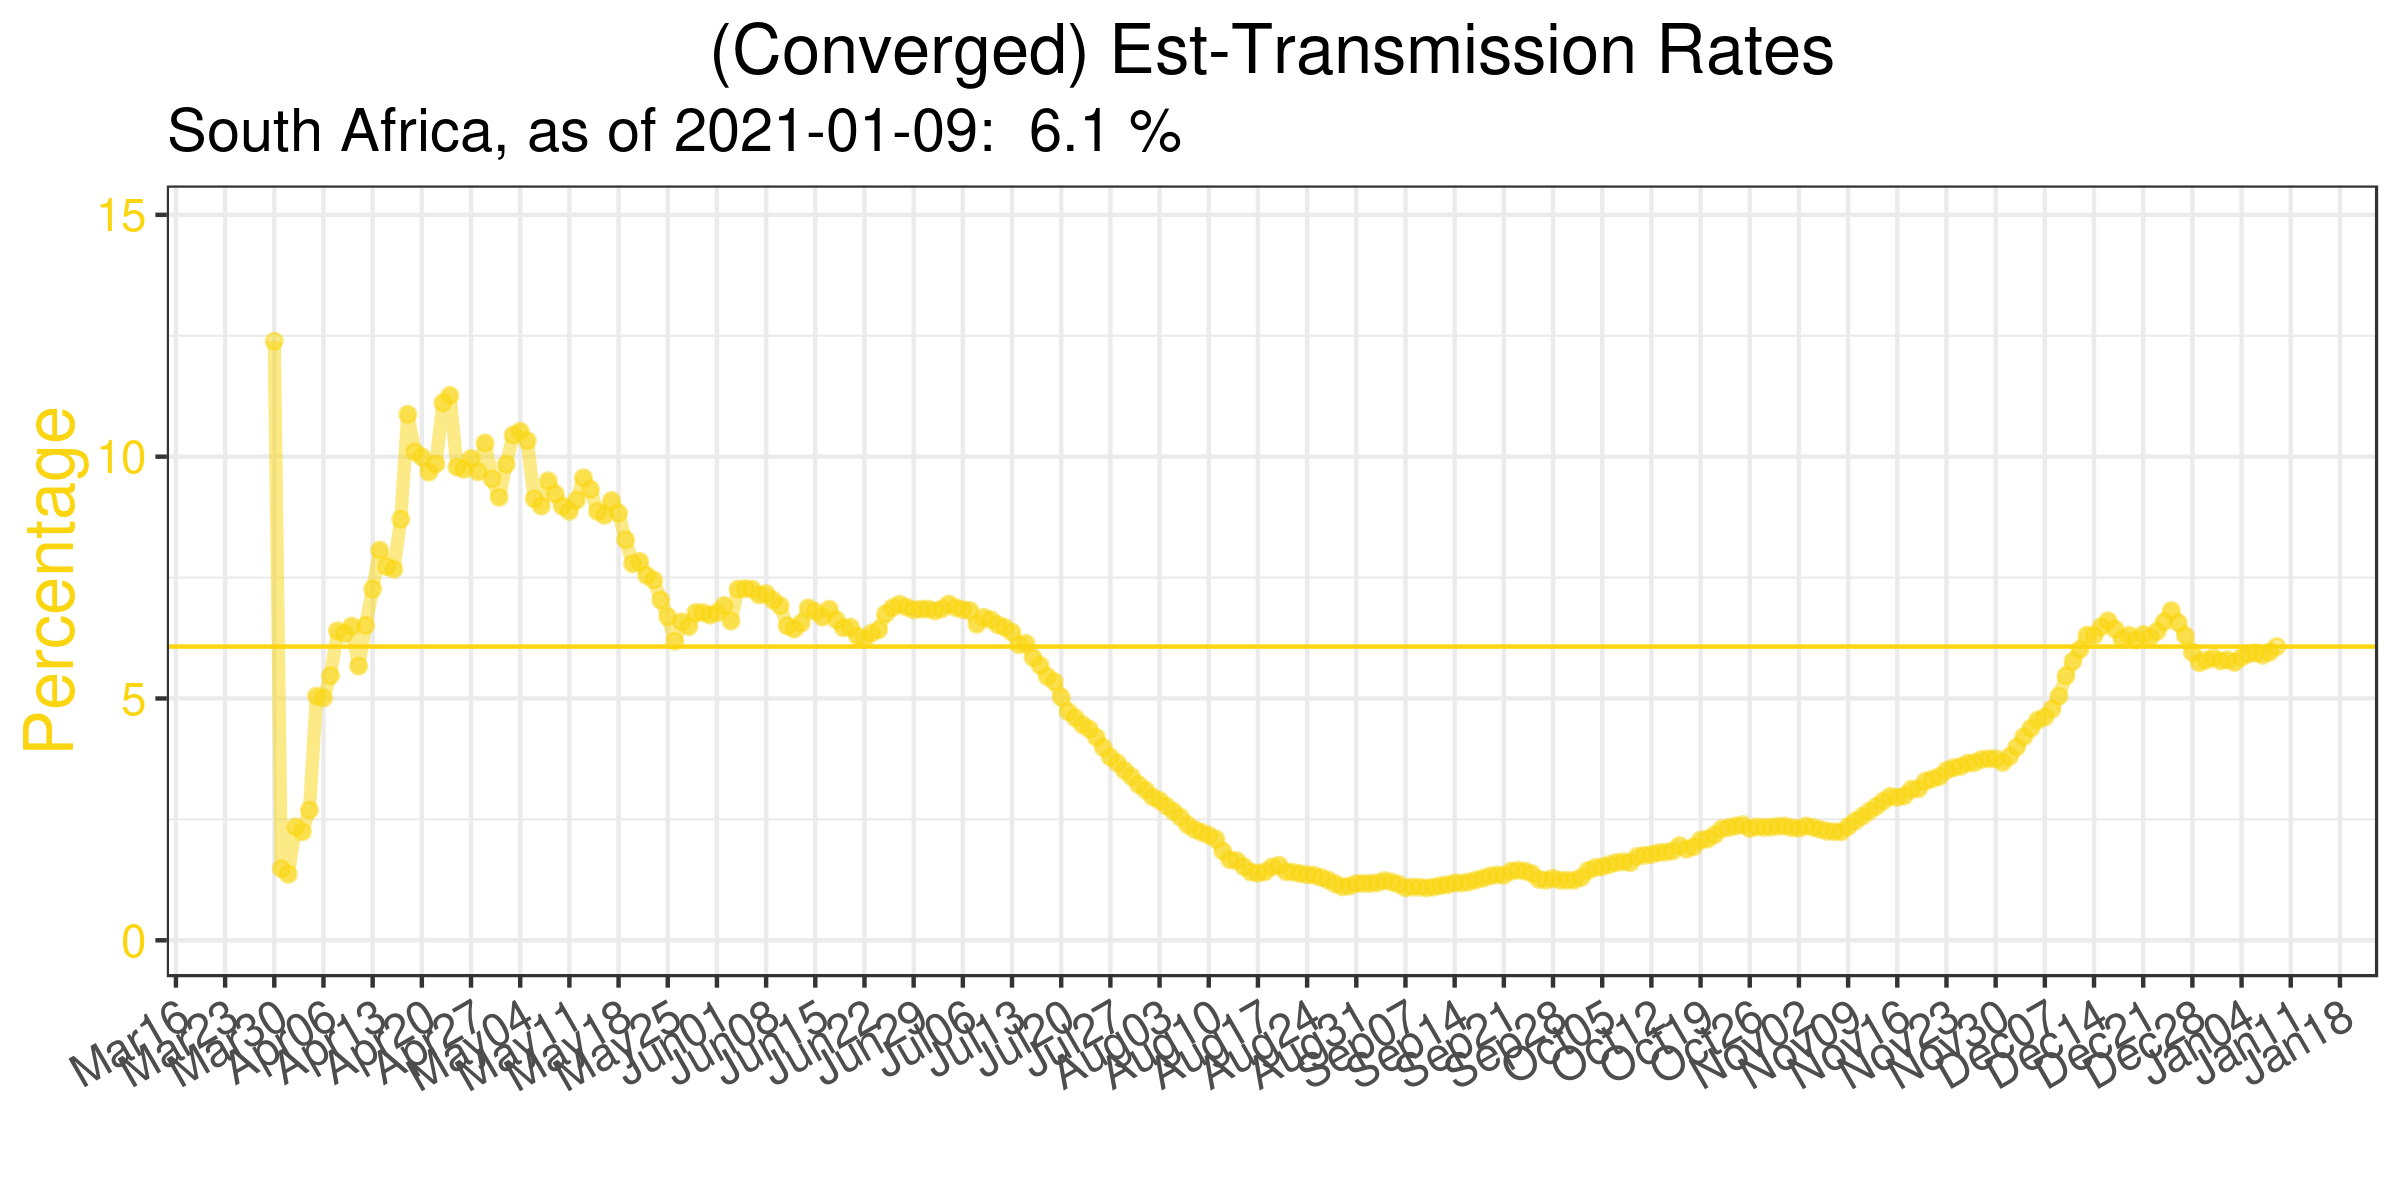 (Converged) Est-Transmission Rates
South Africa, as of 2021-01-09:  6.1 %
Percentage
15
10
5
0
Mar16
Mar23
Mar30
Apr06
Apr13
Apr20
Apr27
May04
May11
May18
May25
Jun01
Jun08
Jun15
Jun22
Jun29
Jul06
Jul13
Jul20
Jul27
Aug03
Aug10
Aug17
Aug24
Aug31
Sep07
Sep14
Sep21
Sep28
Oct05
Oct12
Oct19
Oct26
Nov02
Nov09
Nov16
Nov23
Nov30
Dec07
Dec14
Dec21
Dec28
Jan04
Jan11
Jan18